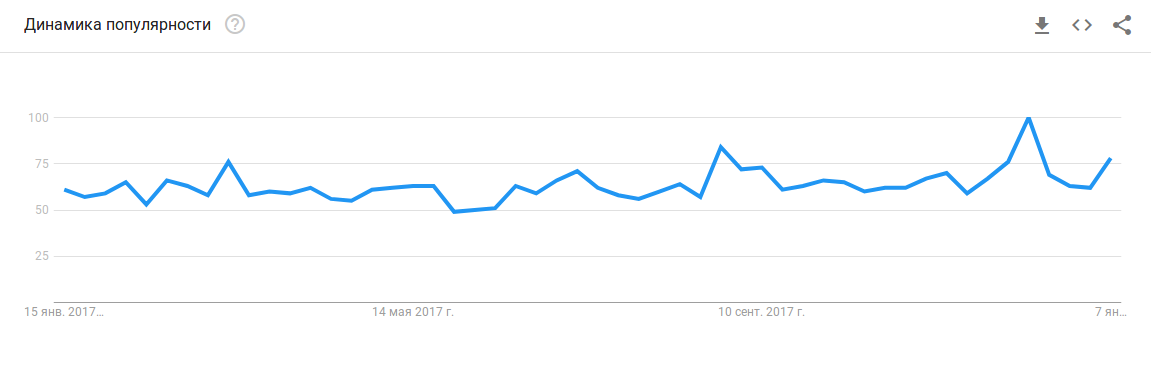 Динамика популярности ?
100
75
50
25
15 янв. 2017…
14 мая 2017 г.
10 сент. 2017 г.
7 ян…